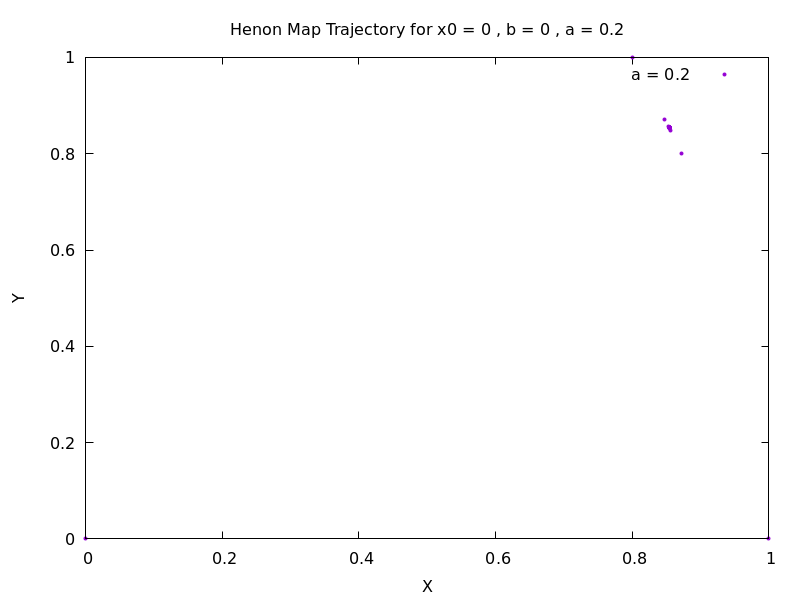 Henon Map Trajectory for x0 = 0 , b = 0 , a = 0.2
1
a = 0.2
0.8
0.6
Y
0.4
0.2
0
0 0.2 0.4 0.6 0.8 1
X